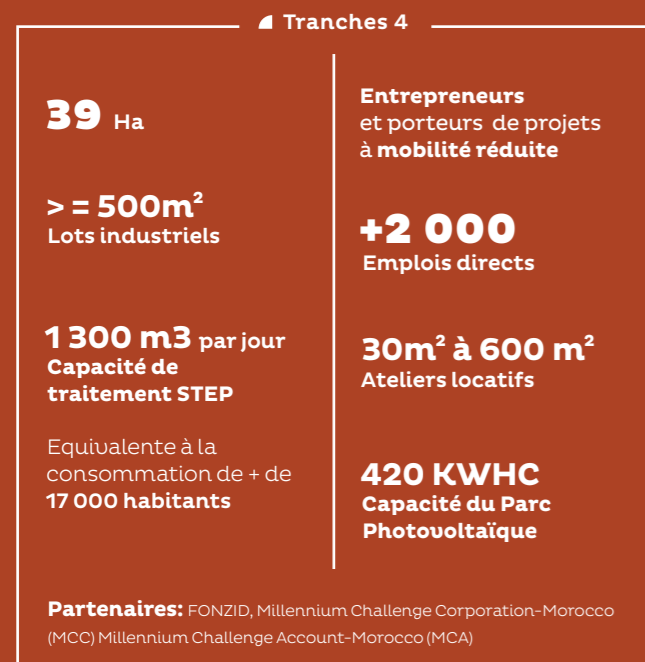 Tranches 4
39 Ha
> = 500m²
Lots industriels
1 300 m3 par jour
Capacité de
traitement STEP
Equivalente à la
consommation de + de
17 000 habitants
Entrepreneurs
et porteurs de projets
à mobilité réduite
+2 000
Emplois directs
30m² à 600 m²
Ateliers locatifs
420 KWHC
Capacité du Parc
Photovoltaïque
Partenaires: FONZID, Millennium Challenge Corporation-Morocco
(MCC) Millennium Challenge Account-Morocco (MCA)